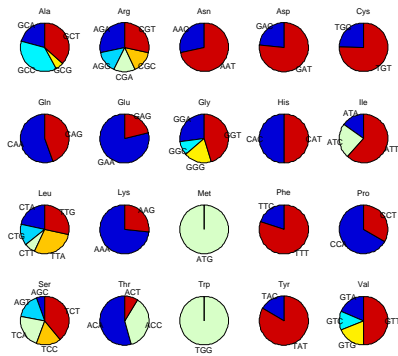 Ala Arg Asn Asp Cys
GCA GCT GCG GCC
AGA CGT CGC CGA AGG
AAC AAT
GAC GAT
TGC TGT
Gln Glu Gly His Ile
CAA CAG
GAG GAA
GGA GGT GGG GGC
CAC CAT
ATA ATT ATC
Leu Lys Met Phe Pro
CTA TTG TTA CTT CTG
AAG AAA
ATG
TTC TTT
CCT CCA
Ser Thr Trp Tyr Val
AGC TCT TCC TCA AGT
ACT ACC ACA
TGG
TAC TAT
GTA GTT GTG GTC